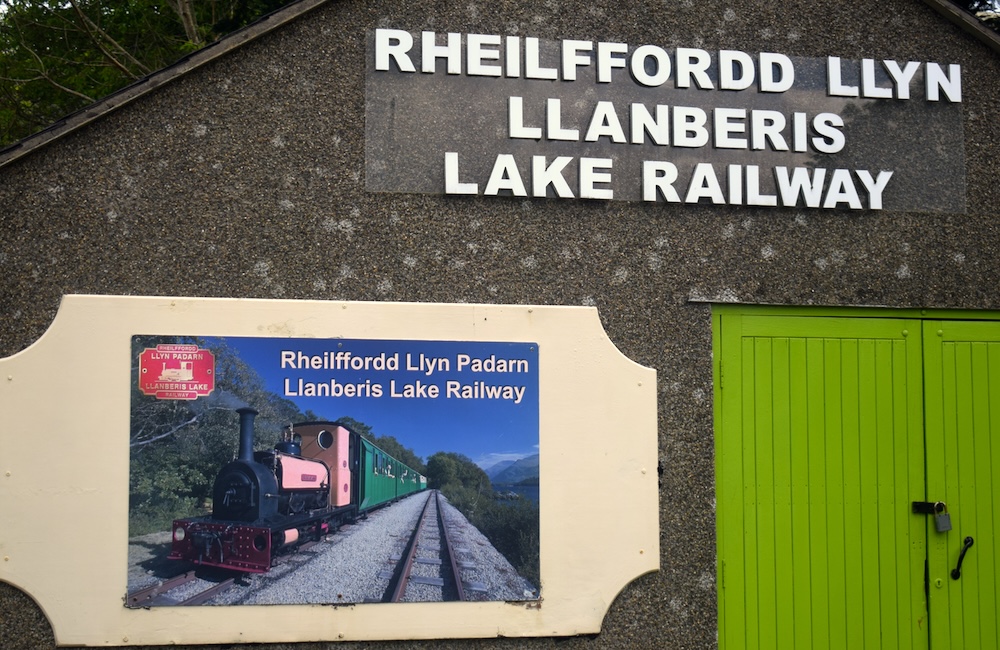 RHEILFFORDD LLYN
LLANBERIS
LAKE RAILWAY
Rheilffordd Llyn Padarn
Llanberis Lake Railway
RHEILFFORDD
LLYN PADARN
LLANBERIS LAKE
RAILWAY